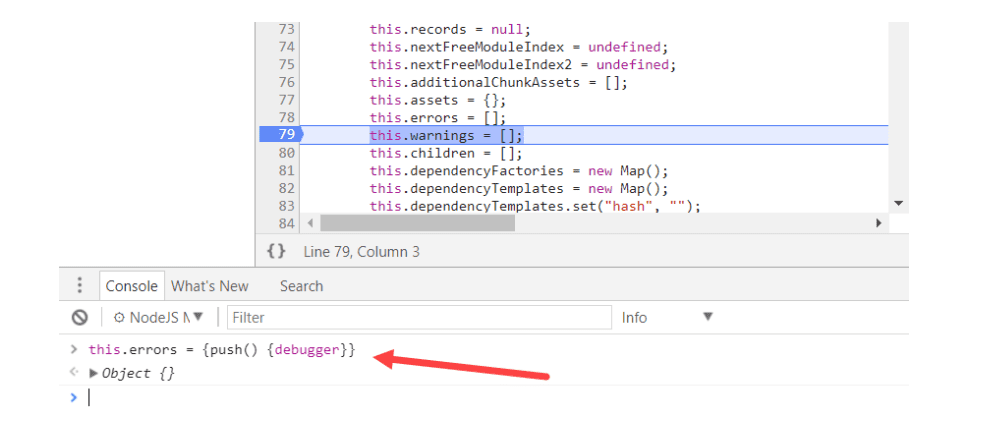 73 this.records = null;
74 this.nextFreeModuleIndex = undefined;
75 this.nextFreeModuleIndex2 = undefined;
76 this.additionalChunkAssets = [];
77 this.assets = {};
78 this.errors = [];
79 this.warnings = [];
80 this.children = [];
81 this.dependencyFactories = new Map();
82 this.dependencyTemplates = new Map();
83 this.dependencyTemplates.set("hash", "");
84
{} Line 79, Column 3
Console What's New Search
NodeJS Filter Info
> this.errors = {push() {debugger}}
Object {}
>